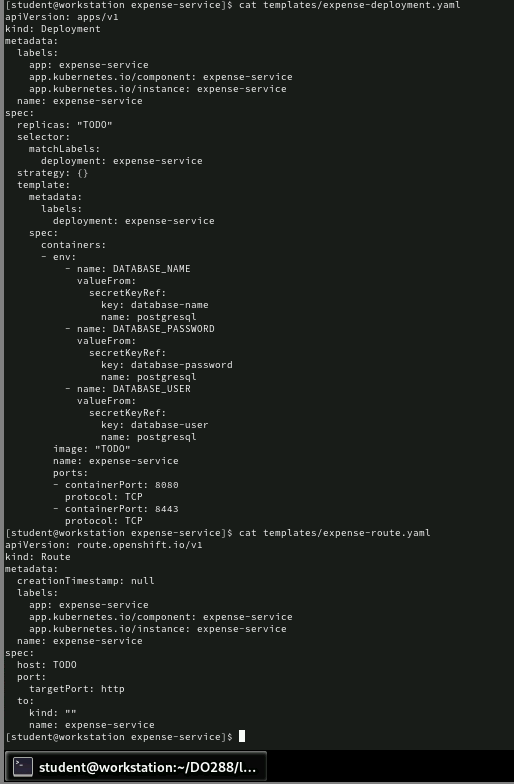 [student@workstation expense-service]$ cat templates/expense-deployment.yaml
apiVersion: apps/v1
kind: Deployment
metadata:
  labels:
    app: expense-service
    app.kubernetes.io/component: expense-service
    app.kubernetes.io/instance: expense-service
  name: expense-service
spec:
  replicas: "TODO"
  selector:
    matchLabels:
      deployment: expense-service
  strategy: {}
  template:
    metadata:
      labels:
        deployment: expense-service
    spec:
      containers:
      - env:
          - name: DATABASE_NAME
            valueFrom:
              secretKeyRef:
                key: database-name
                name: postgresql
          - name: DATABASE_PASSWORD
            valueFrom:
              secretKeyRef:
                key: database-password
                name: postgresql
          - name: DATABASE_USER
            valueFrom:
              secretKeyRef:
                key: database-user
                name: postgresql
        image: "TODO"
        name: expense-service
        ports:
        - containerPort: 8080
          protocol: TCP
        - containerPort: 8443
          protocol: TCP
[student@workstation expense-service]$ cat templates/expense-route.yaml
apiVersion: route.openshift.io/v1
kind: Route
metadata:
  creationTimestamp: null
  labels:
    app: expense-service
    app.kubernetes.io/component: expense-service
    app.kubernetes.io/instance: expense-service
  name: expense-service
spec:
  host: TODO
  port:
    targetPort: http
  to:
    kind: ""
    name: expense-service
[student@workstation expense-service]$
student@workstation:~/DO288/l...